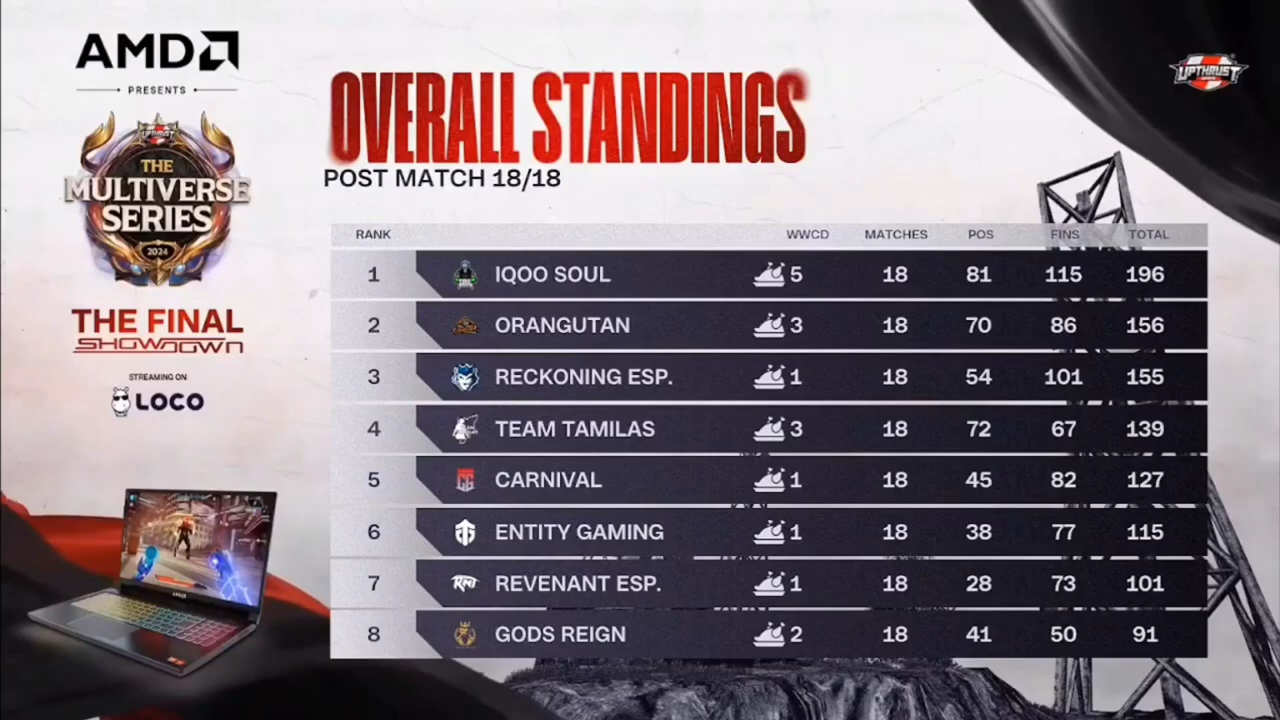 AMD
PRESENTS
UPTHRUST
THE
MULTIVERSE
SERIES
2024
THE FINAL
SHOWDOWN
STREAMING ON
LOCO
UPTHRUST
OVERALL STANDINGS
POST MATCH 18/18
RANK WWCD MATCHES POS FINS TOTAL
1 IQOO SOUL 5 18 81 115 196
2 ORANGUTAN 3 18 70 86 156
3 RECKONING ESP. 1 18 54 101 155
4 TEAM TAMILAS 3 18 72 67 139
5 CARNIVAL 1 18 45 82 127
6 ENTITY GAMING 1 18 38 77 115
7 REVENANT ESP. 1 18 28 73 101
8 GODS REIGN 2 18 41 50 91